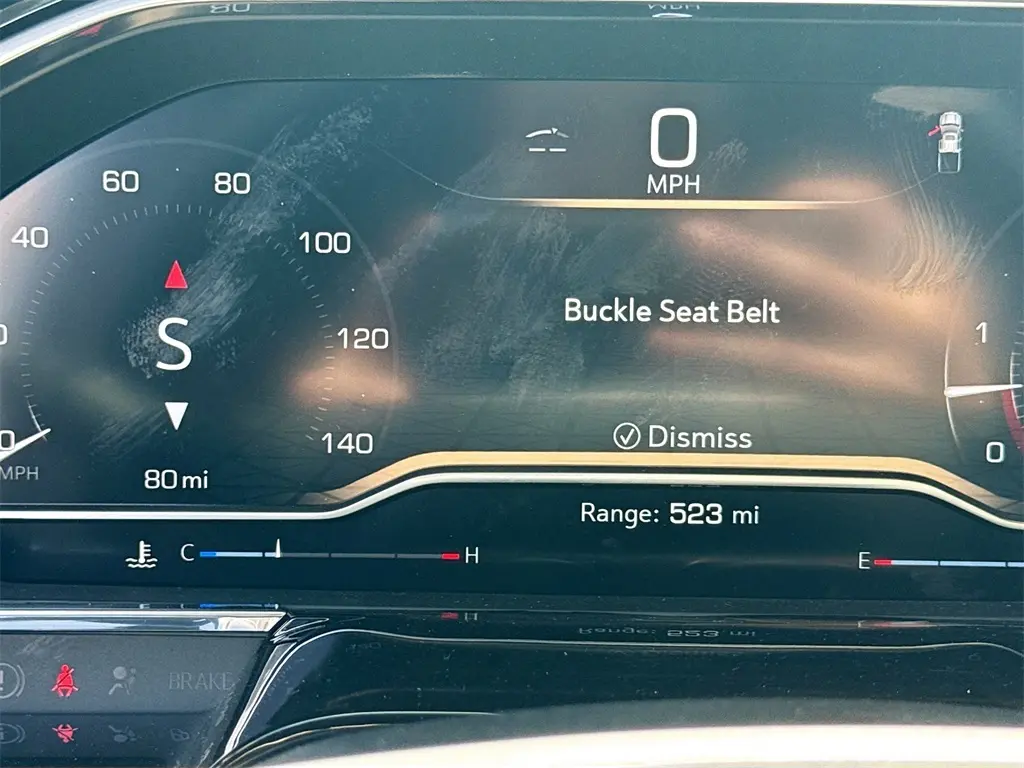 0
MPH
60
80
40
100
S
120
Buckle Seat Belt
1
140
Dismiss
0
MPH
80 mi
Range: 523 mi
C
H
E
BRAKE